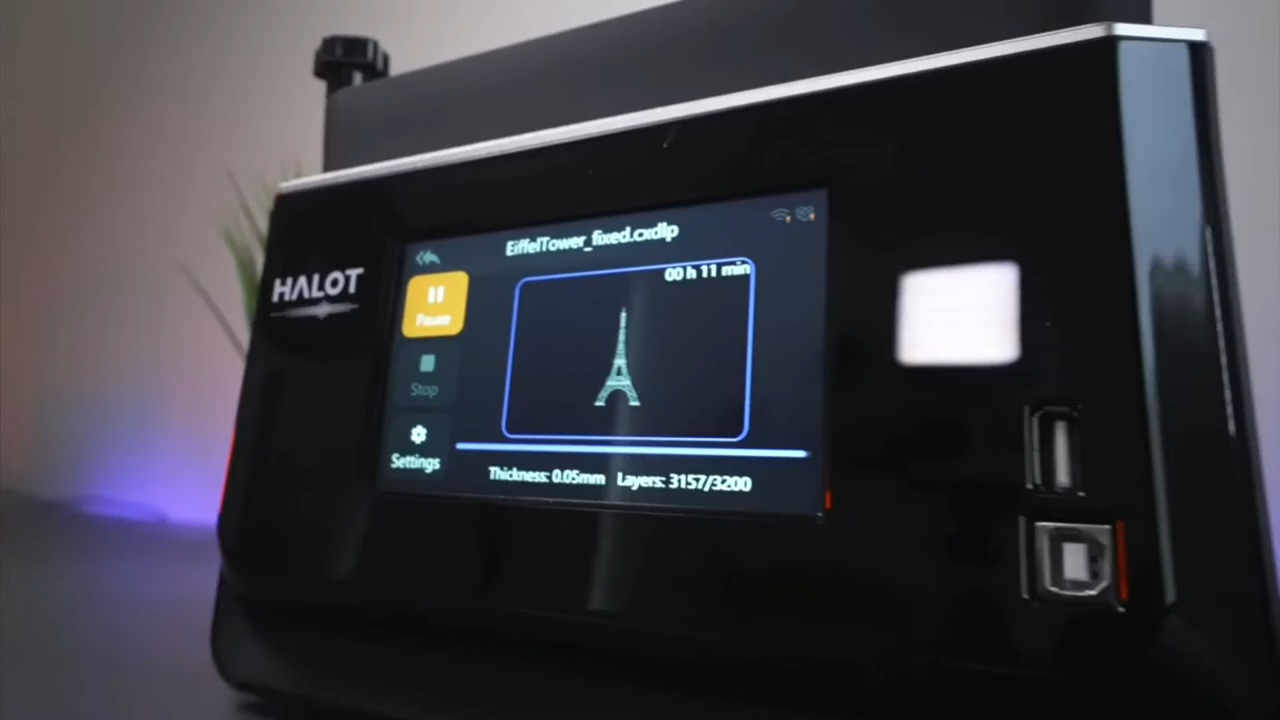 HALOT
EiffelTower_fixed.cxdlp
00 h 11 min
Pause
Stop
Settings
Thickness: 0.05mm Layers: 3157/3200